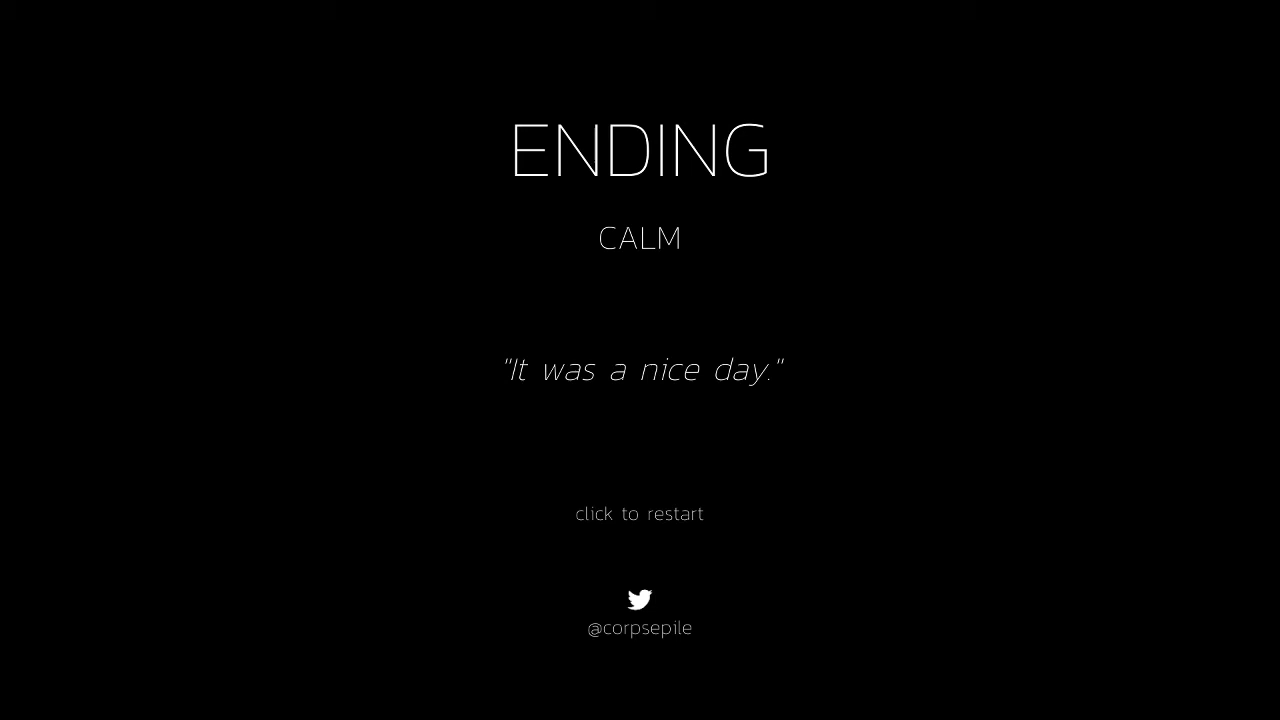 ENDING
CALM
"It was a nice day."
click to restart
@corpsepile